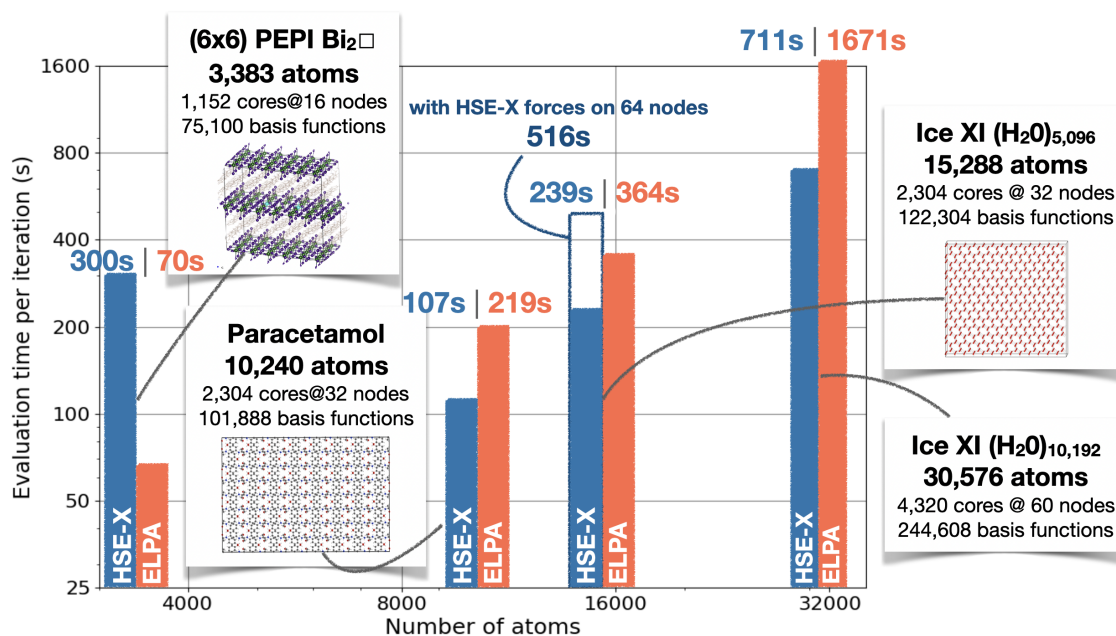 (6x6) PEPI Bi₂□
3,383 atoms
1,152 cores@16 nodes
75,100 basis functions
711s | 1671s
with HSE-X forces on 64 nodes
516s
239s | 364s
300s | 70s
107s | 219s
Paracetamol
10,240 atoms
2,304 cores@32 nodes
101,888 basis functions
Ice XI (H20)₅,₀₉₆
15,288 atoms
2,304 cores @ 32 nodes
122,304 basis functions
Ice XI (H20)₁₀,₁₉₂
30,576 atoms
4,320 cores @ 60 nodes
244,608 basis functions
Evaluation time per iteration (s)
1600
800
400
200
100
50
25
HSE-X
ELPA
HSE-X
ELPA
HSE-X
ELPA
HSE-X
ELPA
4000
8000
16000
32000
Number of atoms